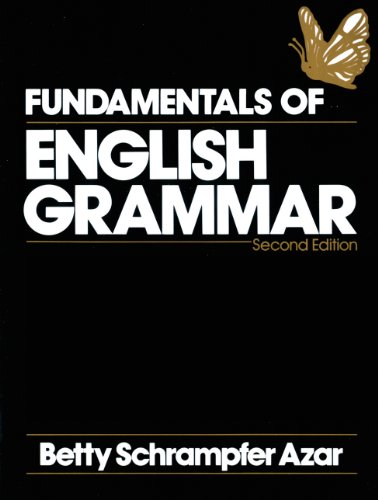 FUNDAMENTALS OF
ENGLISH
GRAMMAR
Second Edition
Betty Schrampfer Azar